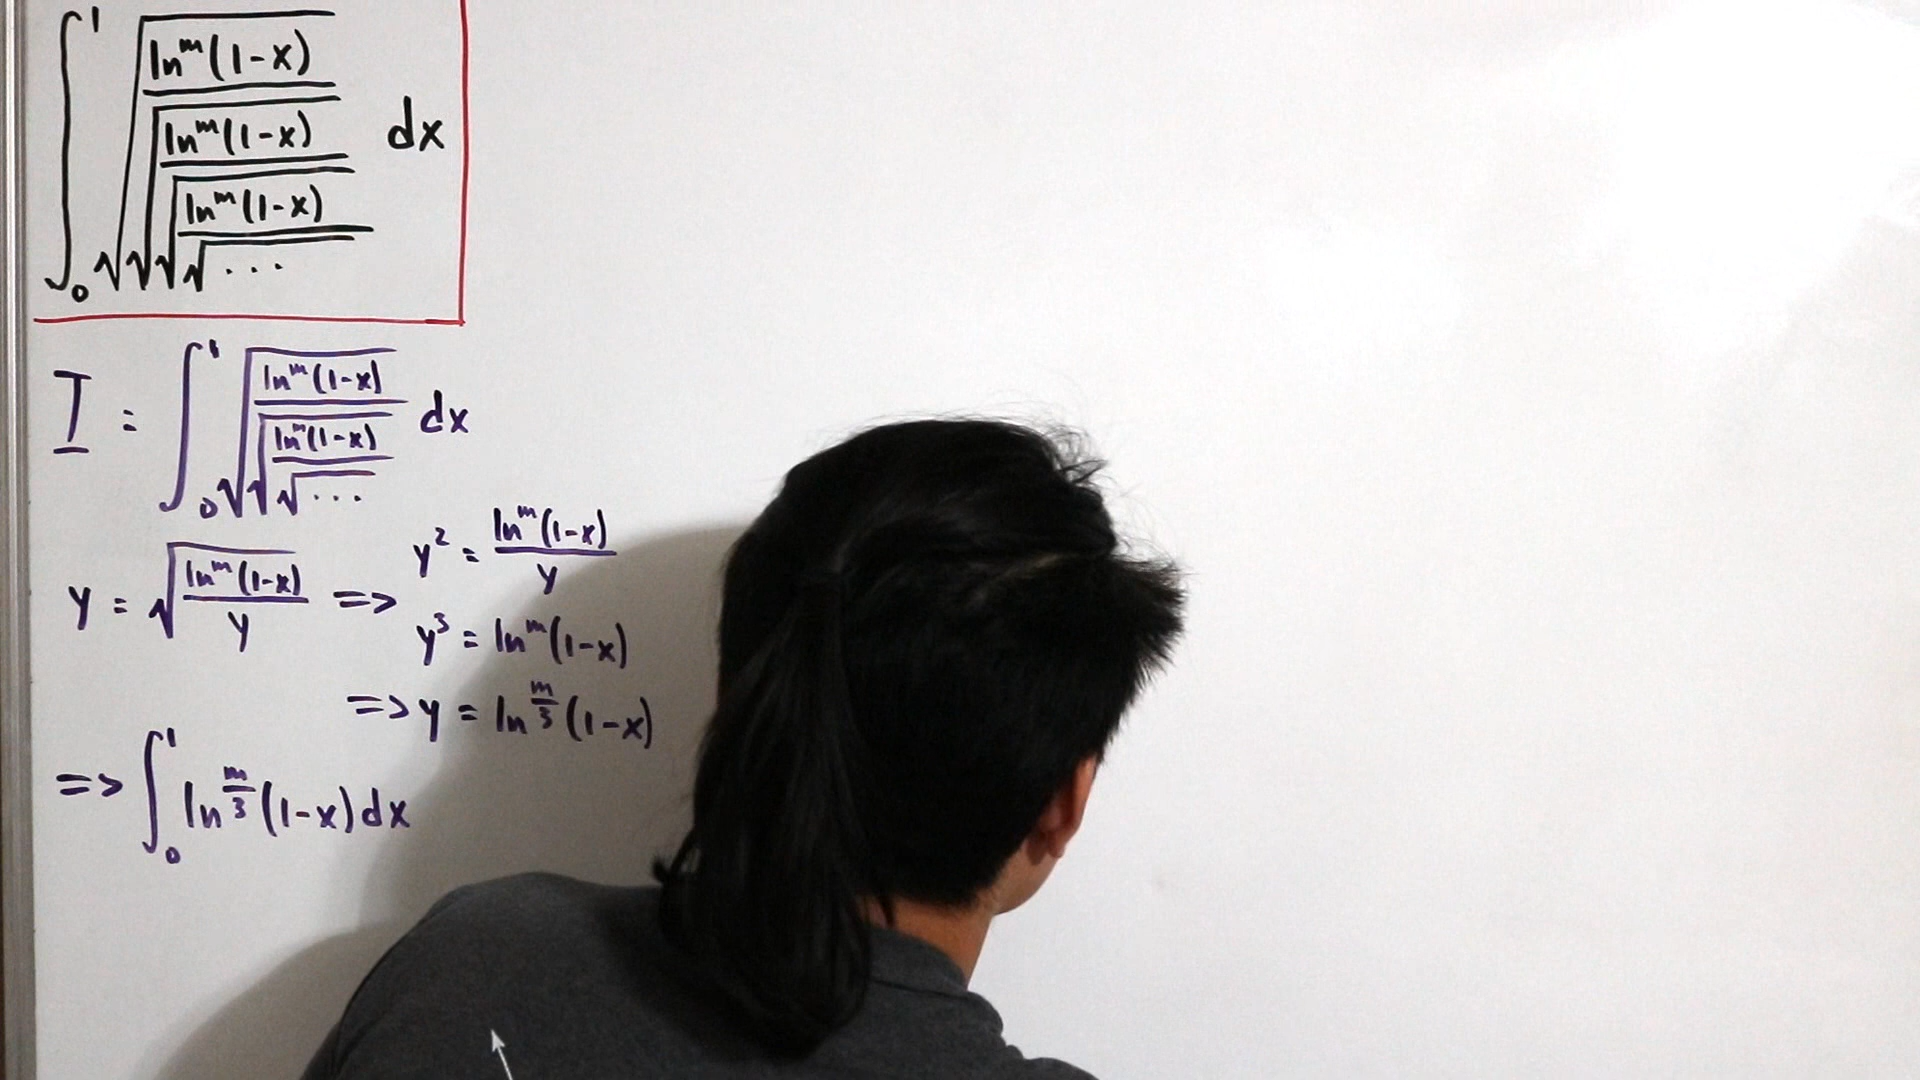 ∫₀¹ √(lnᵐ(1-x) / √(lnᵐ(1-x) / √(lnᵐ(1-x) / √(...)))) dx
I = ∫₀¹ √(lnᵐ(1-x) / √(lnᵐ(1-x) / √(...))) dx
y = √(lnᵐ(1-x) / y) => y² = lnᵐ(1-x) / y
y³ = lnᵐ(1-x)
=> y = ln^(m/3) (1-x)
=> ∫₀¹ ln^(m/3) (1-x) dx